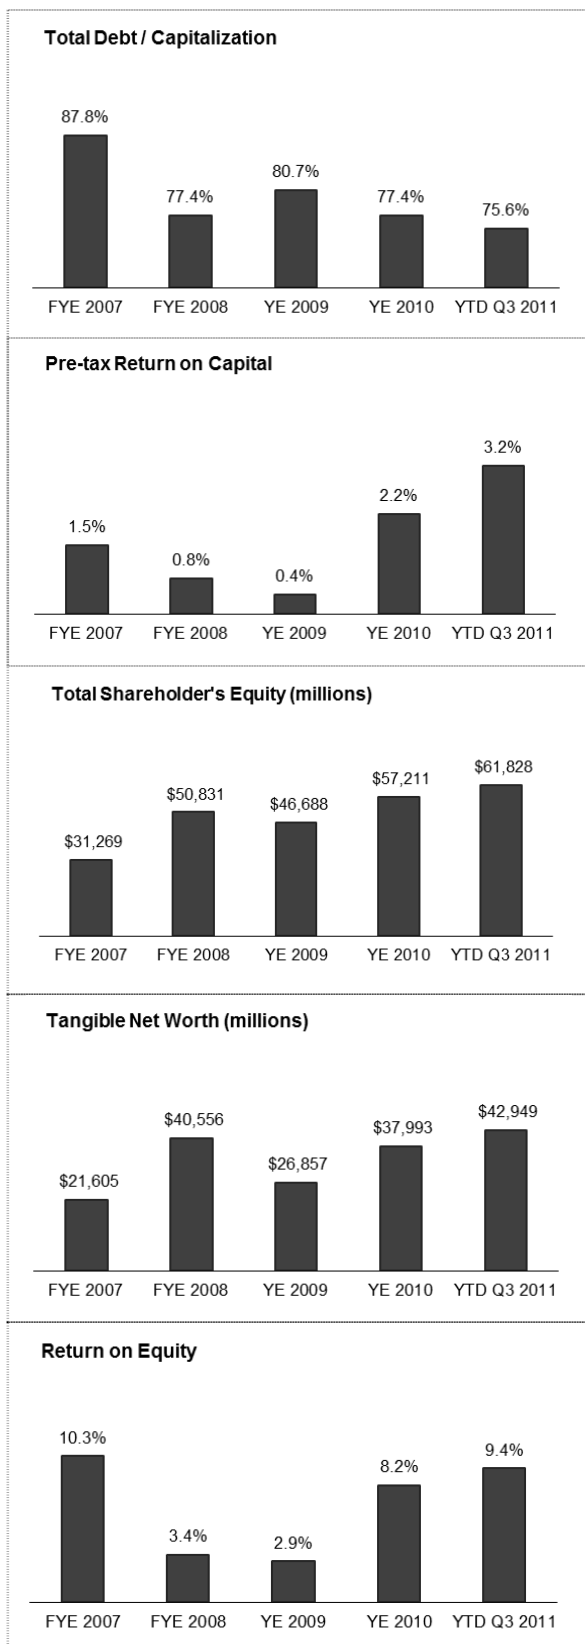 Total Debt / Capitalization
87.8%
77.4%
80.7%
77.4%
75.6%
FYE 2007
FYE 2008
YE 2009
YE 2010
YTD Q3 2011
Pre-tax Return on Capital
1.5%
0.8%
0.4%
2.2%
3.2%
FYE 2007
FYE 2008
YE 2009
YE 2010
YTD Q3 2011
Total Shareholder's Equity (millions)
$31,269
$50,831
$46,688
$57,211
$61,828
FYE 2007
FYE 2008
YE 2009
YE 2010
YTD Q3 2011
Tangible Net Worth (millions)
$21,605
$40,556
$26,857
$37,993
$42,949
FYE 2007
FYE 2008
YE 2009
YE 2010
YTD Q3 2011
Return on Equity
10.3%
3.4%
2.9%
8.2%
9.4%
FYE 2007
FYE 2008
YE 2009
YE 2010
YTD Q3 2011